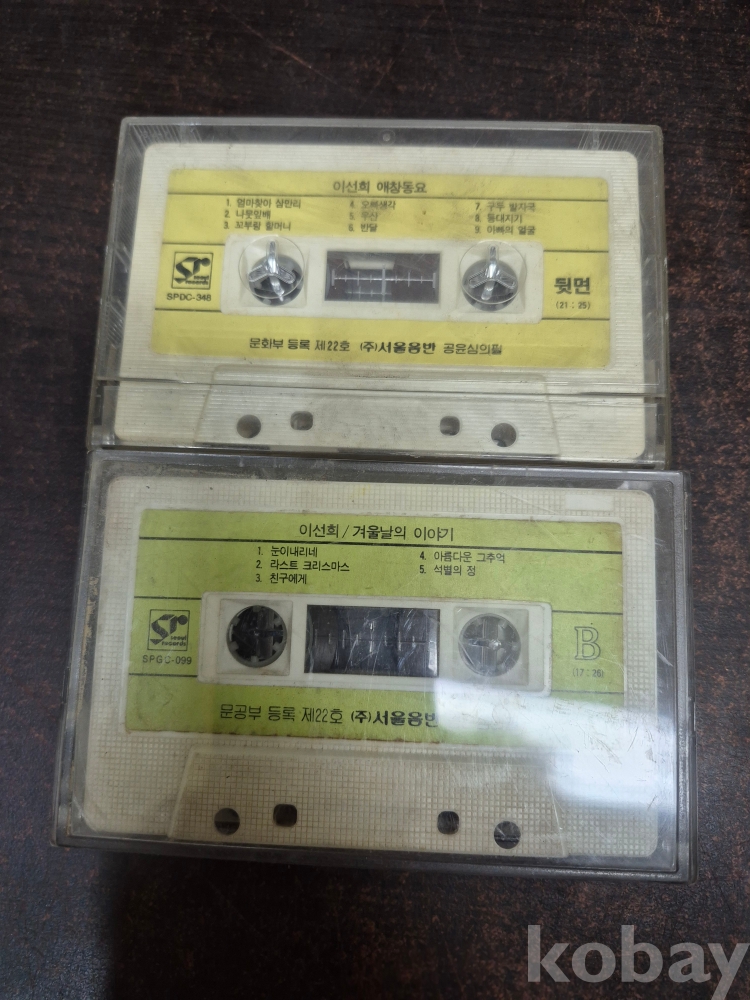 이선희 애창동요
1. 엄마찾아 삼만리
2. 나뭇잎배
3. 꼬부랑 할머니
4. 오빠생각
5. 우산
6. 반달
7. 구두 발자국
8. 등대지기
9. 아빠의 얼굴
sr
seoul
records
SPDC-348
뒷면
(21:25)
문화부 등록 제22호 (주)서울음반 공윤심의필
이선희/겨울날의 이야기
1. 눈이내리네
2. 라스트 크리스마스
3. 친구에게
4. 아름다운 그추억
5. 석별의 정
sr
seoul
records
SPGC-099
B
(17:26)
문공부 등록 제22호 (주)서울음반
kobay